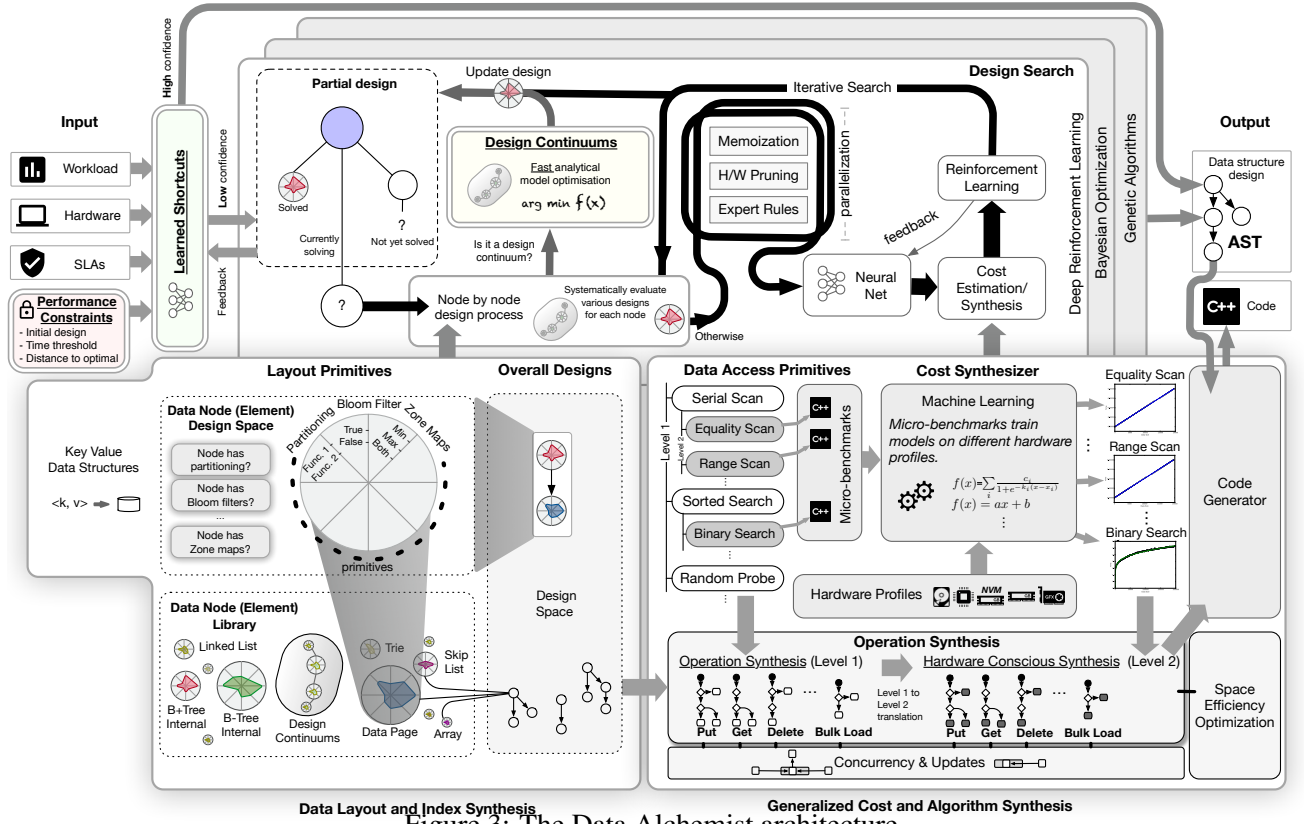 Input
Workload
Hardware
SLAs
Performance
Constraints
- Initial design
- Time threshold
- Distance to optimal
Learned Shortcuts
High confidence
Low confidence
Feedback
Partial design
Solved
?
Not yet solved
Currently
solving
?
Update design
Design Continuums
Fast analytical
model optimisation
arg min f(x)
Is it a design
continuum?
Node by node
design process
Systematically evaluate
various designs
for each node
Otherwise
Design Search
Iterative Search
Memoization
H/W Pruning
Expert Rules
parallelization
Reinforcement
Learning
feedback
Neural
Net
Cost
Estimation/
Synthesis
Deep Reinforcement Learning
Bayesian Optimization
Genetic Algorithms
Output
Data structure
design
AST
C++
Code
Key Value
Data Structures
<k, v>
Layout Primitives
Data Node (Element)
Design Space
Node has
partitioning?
Node has
Bloom filters?
...
Node has
Zone maps?
Partitioning
Bloom Filter
Zone Maps
Func. 1
Func. 2
True
False
Min
Max
Both
primitives
Data Node (Element)
Library
Linked List
B+Tree
Internal
B-Tree
Internal
Design
Continuums
Trie
Data Page
Skip
List
Array
Overall Designs
Design
Space
Data Layout and Index Synthesis
Data Access Primitives
Level 1
Level 2
Serial Scan
Equality Scan
Range Scan
Sorted Search
Binary Search
Random Probe
C++
C++
C++
Micro-benchmarks
Cost Synthesizer
Machine Learning
Micro-benchmarks train
models on different hardware
profiles.
f(x)=∑_i c_i/(1+e^{-k_i(x-x_i)})
f(x) = ax + b
⋮
Hardware Profiles
NVM
GFX
Equality Scan
Range Scan
Binary Search
Code
Generator
Operation Synthesis
Operation Synthesis (Level 1)
Put
Get
Delete
...
Bulk Load
Level 1 to
Level 2
translation
Hardware Conscious Synthesis (Level 2)
Put
Get
Delete
...
Bulk Load
Concurrency & Updates
Space
Efficiency
Optimization
Generalized Cost and Algorithm Synthesis
Figure 3: The Data Alchemist architecture